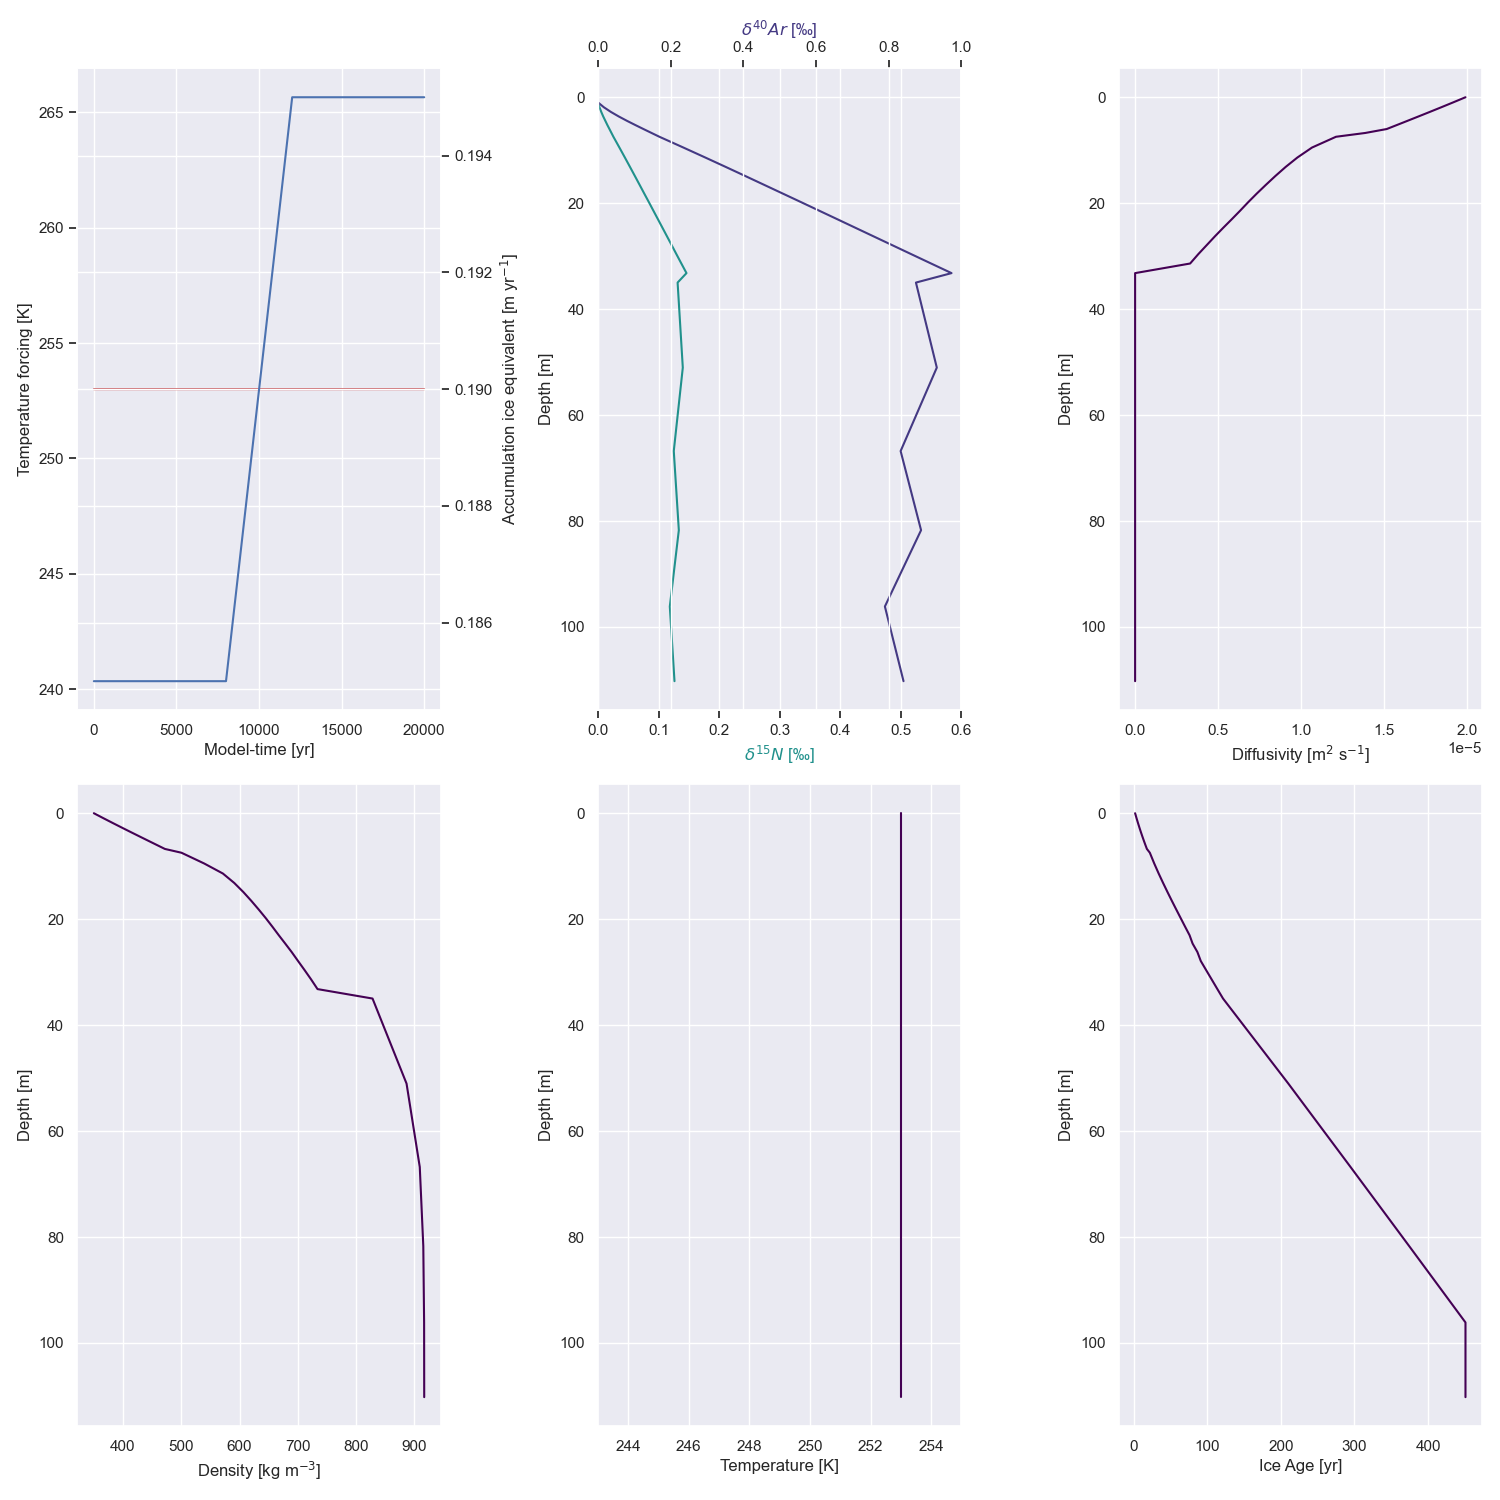 δ⁴⁰Ar [‰]
0.0 0.2 0.4 0.6 0.8 1.0
265
260
255
250
245
240
Temperature forcing [K]
0.194
0.192
0.190
0.188
0.186
Accumulation ice equivalent [m yr⁻¹]
0 5000 10000 15000 20000
Model-time [yr]
0
20
40
60
80
100
Depth [m]
0.0 0.1 0.2 0.3 0.4 0.5 0.6
δ¹⁵N [‰]
0
20
40
60
80
100
Depth [m]
0.0 0.5 1.0 1.5 2.0
1e−5
Diffusivity [m² s⁻¹]
0
20
40
60
80
100
Depth [m]
400 500 600 700 800 900
Density [kg m⁻³]
0
20
40
60
80
100
Depth [m]
244 246 248 250 252 254
Temperature [K]
0
20
40
60
80
100
Depth [m]
0 100 200 300 400
Ice Age [yr]